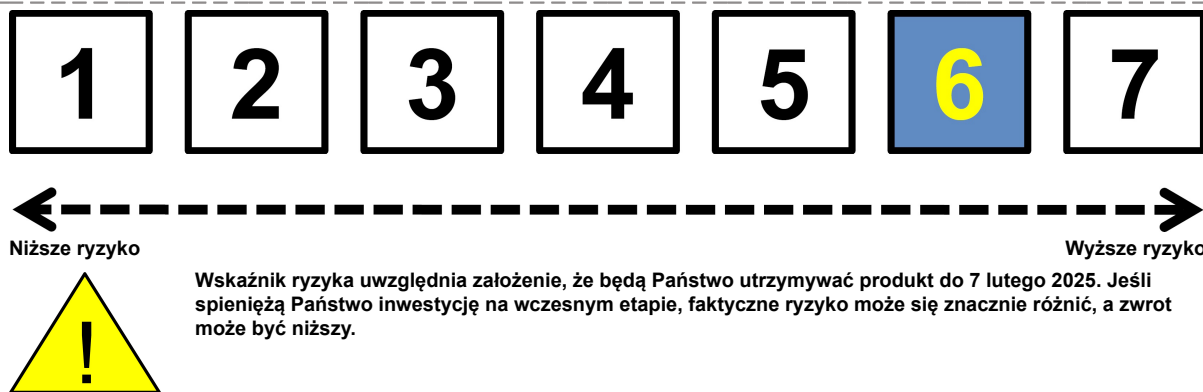 1 2 3 4 5 6 7
Niższe ryzyko Wyższe ryzyko
Wskaźnik ryzyka uwzględnia założenie, że będą Państwo utrzymywać produkt do 7 lutego 2025. Jeśli
spieniężą Państwo inwestycję na wczesnym etapie, faktyczne ryzyko może się znacznie różnić, a zwrot
może być niższy.
!